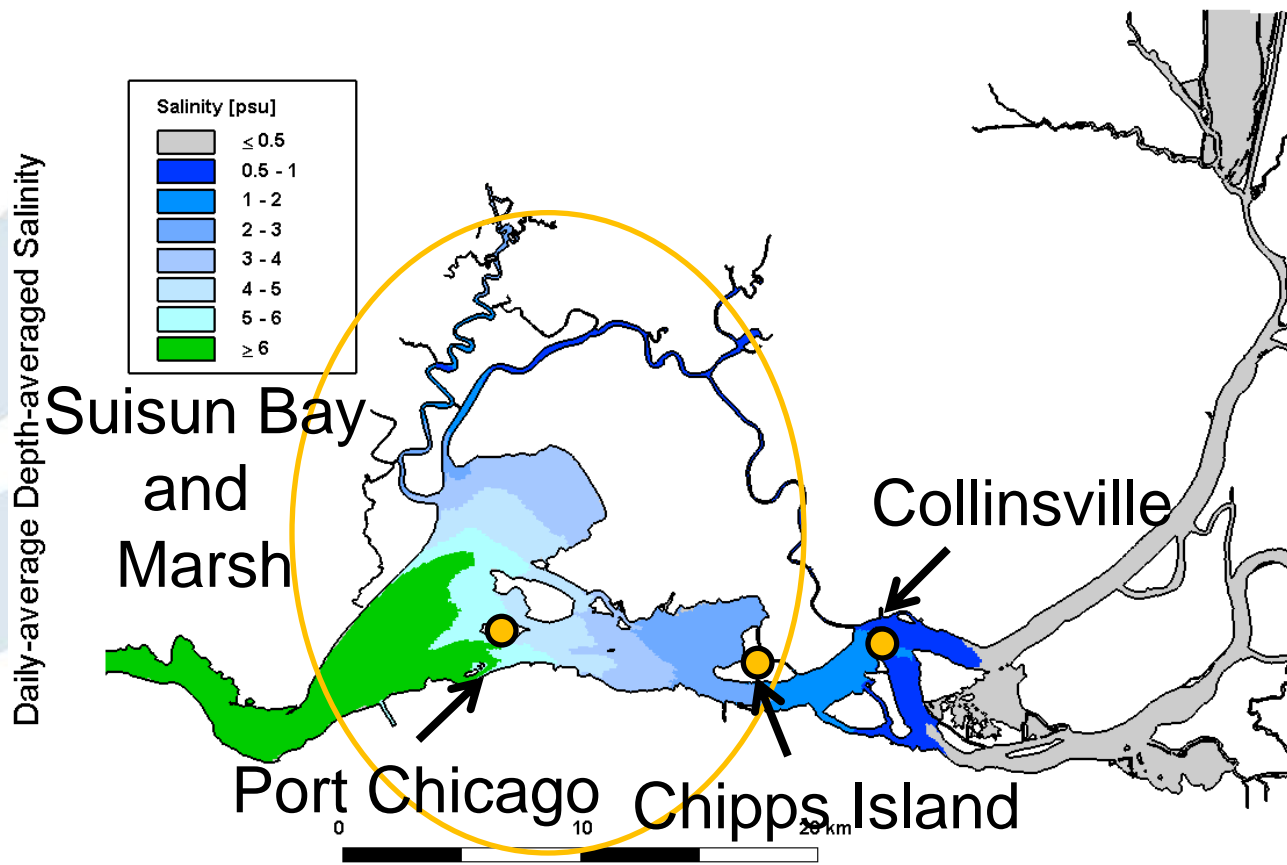 Daily-average Depth-averaged Salinity
Salinity [psu]
≤ 0.5
0.5 - 1
1 - 2
2 - 3
3 - 4
4 - 5
5 - 6
≥ 6
Suisun Bay
and
Marsh
Collinsville
Port Chicago
Chipps Island
0
10
20 km